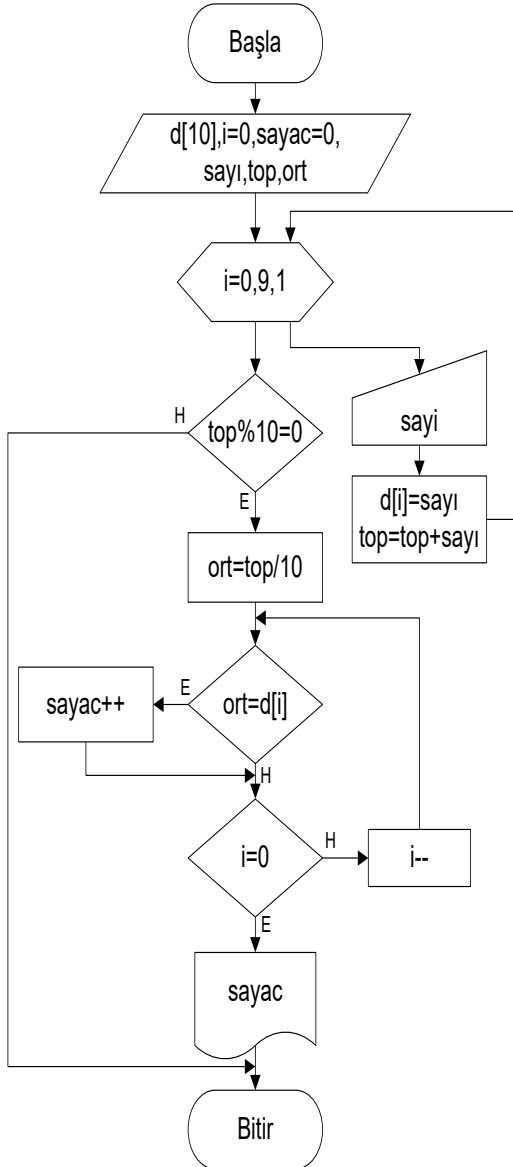 Başla
d[10],i=0,sayac=0,
sayı,top,ort
i=0,9,1
sayi
d[i]=sayı
top=top+sayı
H
top%10=0
E
ort=top/10
E
ort=d[i]
sayac++
H
i=0
H
i--
E
sayac
Bitir